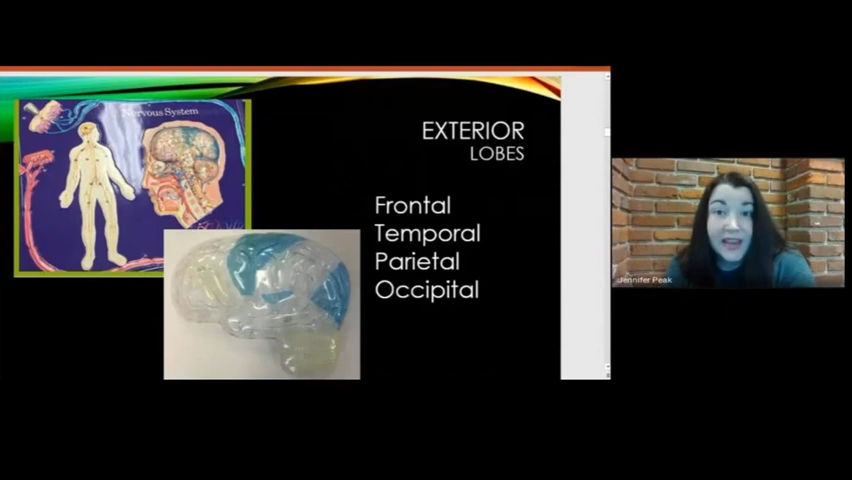 Nervous System
EXTERIOR
LOBES
Frontal
Temporal
Parietal
Occipital
Jennifer Peak